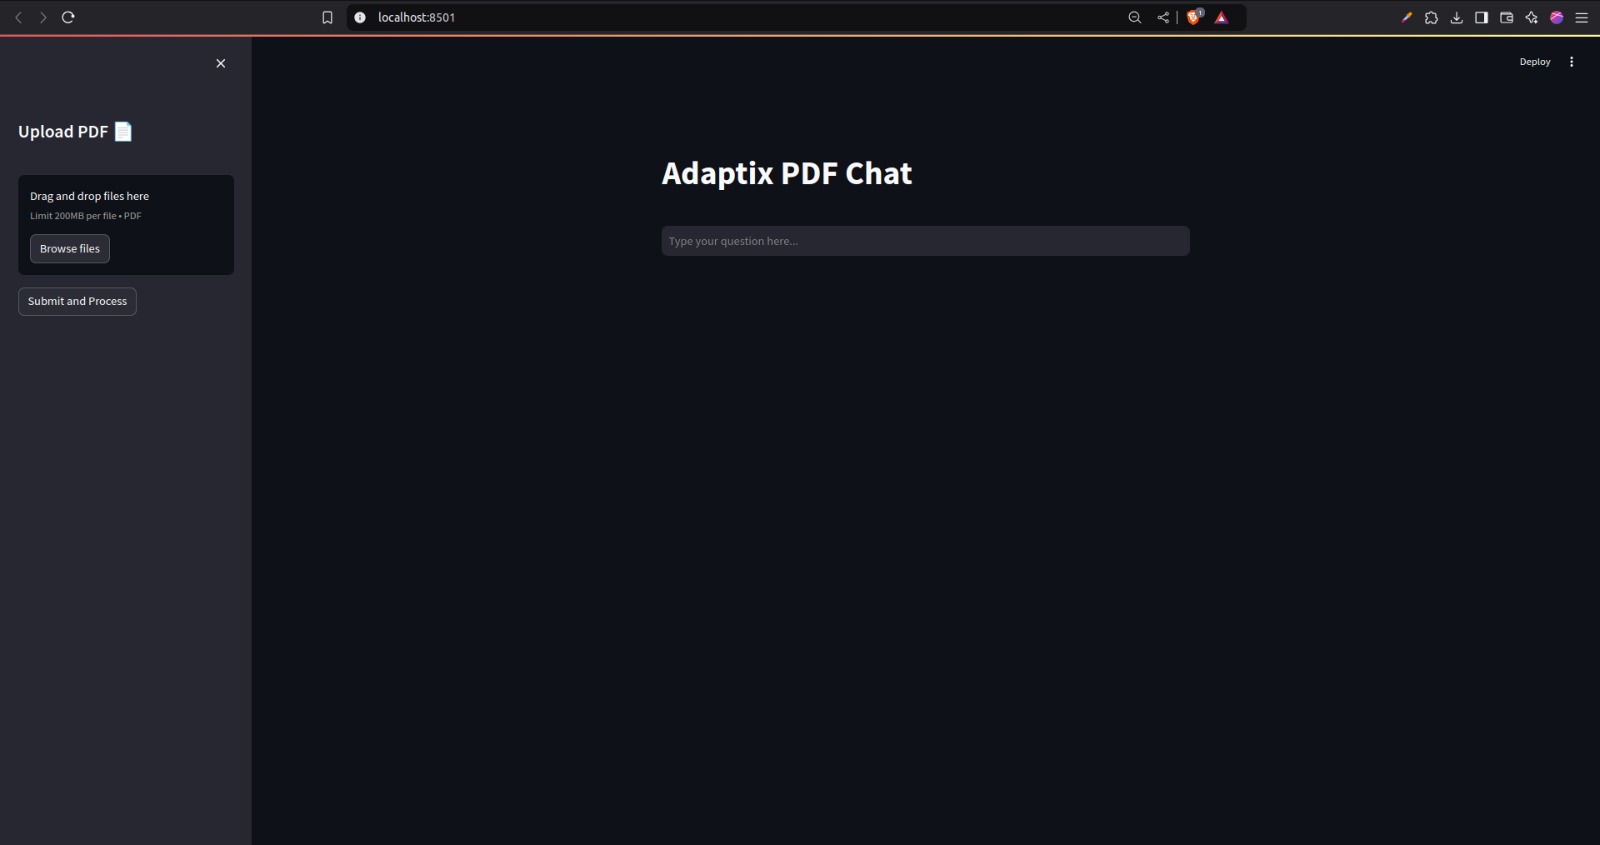 localhost:8501
1
Deploy
Upload PDF
Drag and drop files here
Limit 200MB per file • PDF
Browse files
Submit and Process
Adaptix PDF Chat
Type your question here...